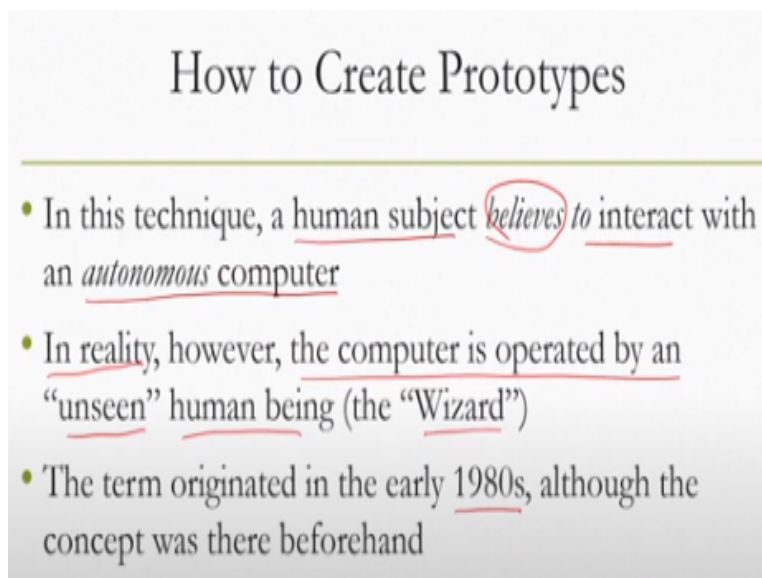 How to Create Prototypes
• In this technique, a human subject believes to interact with
an autonomous computer
• In reality, however, the computer is operated by an
“unseen” human being (the “Wizard”)
• The term originated in the early 1980s, although the
concept was there beforehand